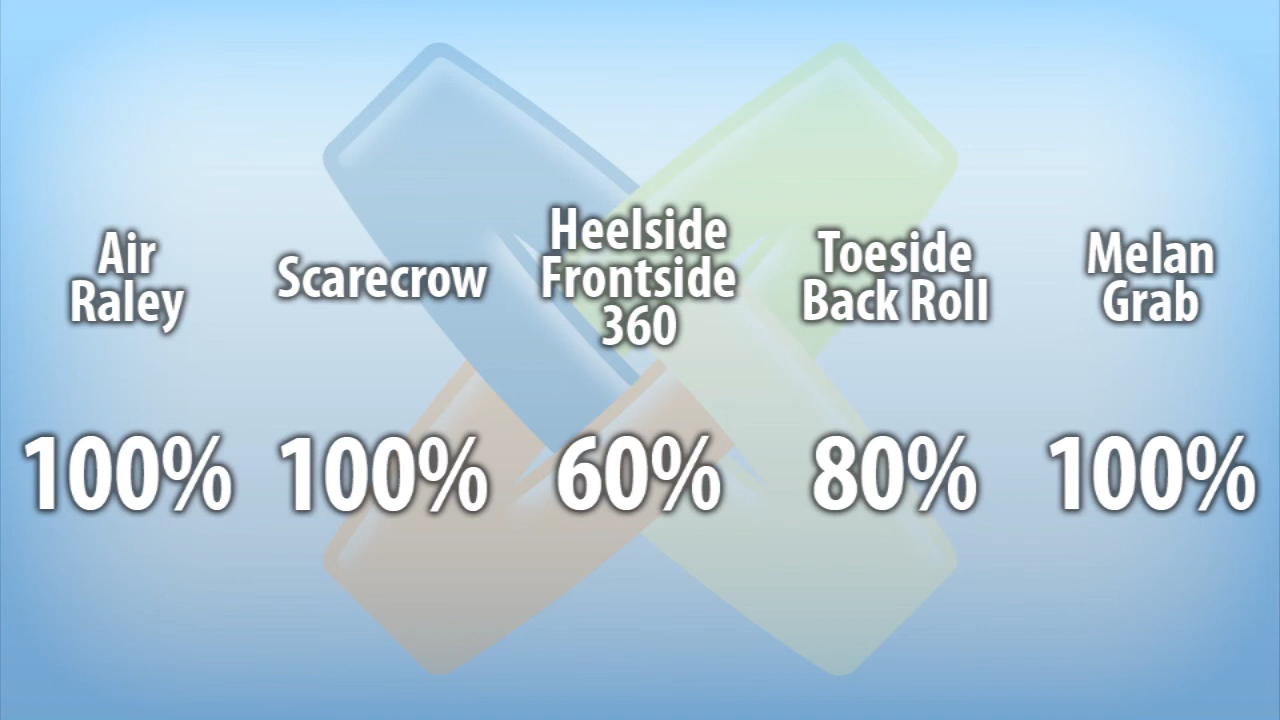 Air
Raley
Scarecrow
Heelside
Frontside
360
Toeside
Back Roll
Melan
Grab
100%
100%
60%
80%
100%